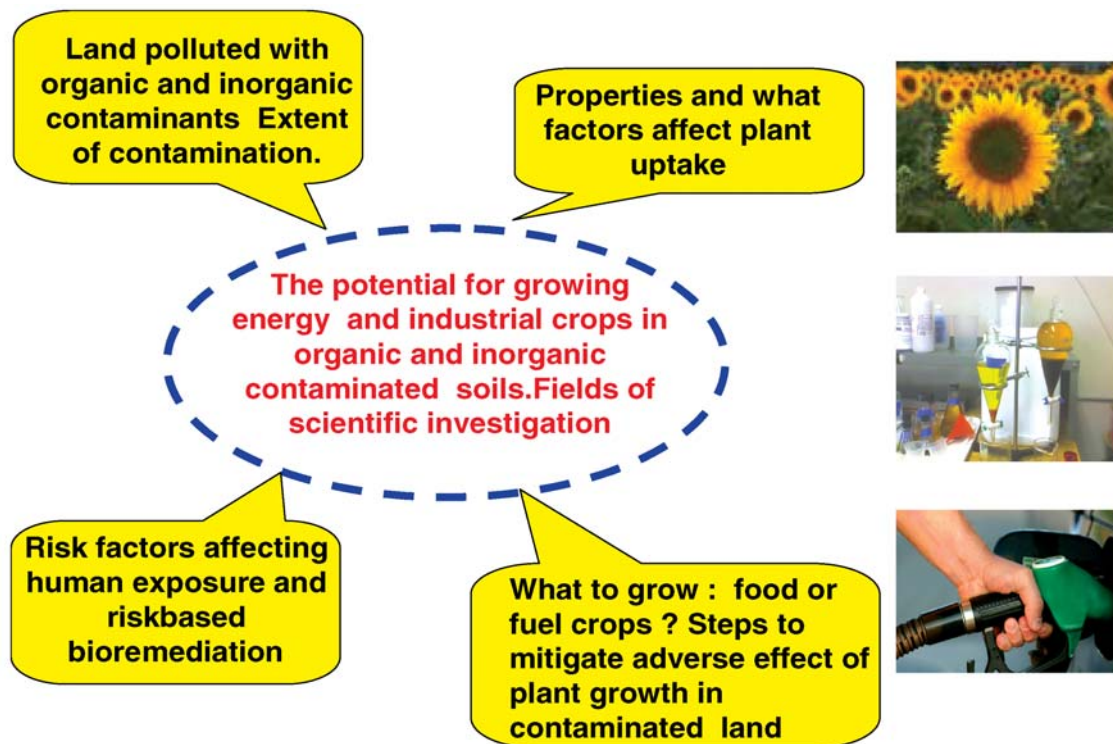 Land polluted with
organic and inorganic
contaminants Extent
of contamination.
Properties and what
factors affect plant
uptake
The potential for growing
energy and industrial crops in
organic and inorganic
contaminated soils.Fields of
scientific investigation
Risk factors affecting
human exposure and
riskbased
bioremediation
What to grow : food or
fuel crops ? Steps to
mitigate adverse effect of
plant growth in
contaminated land